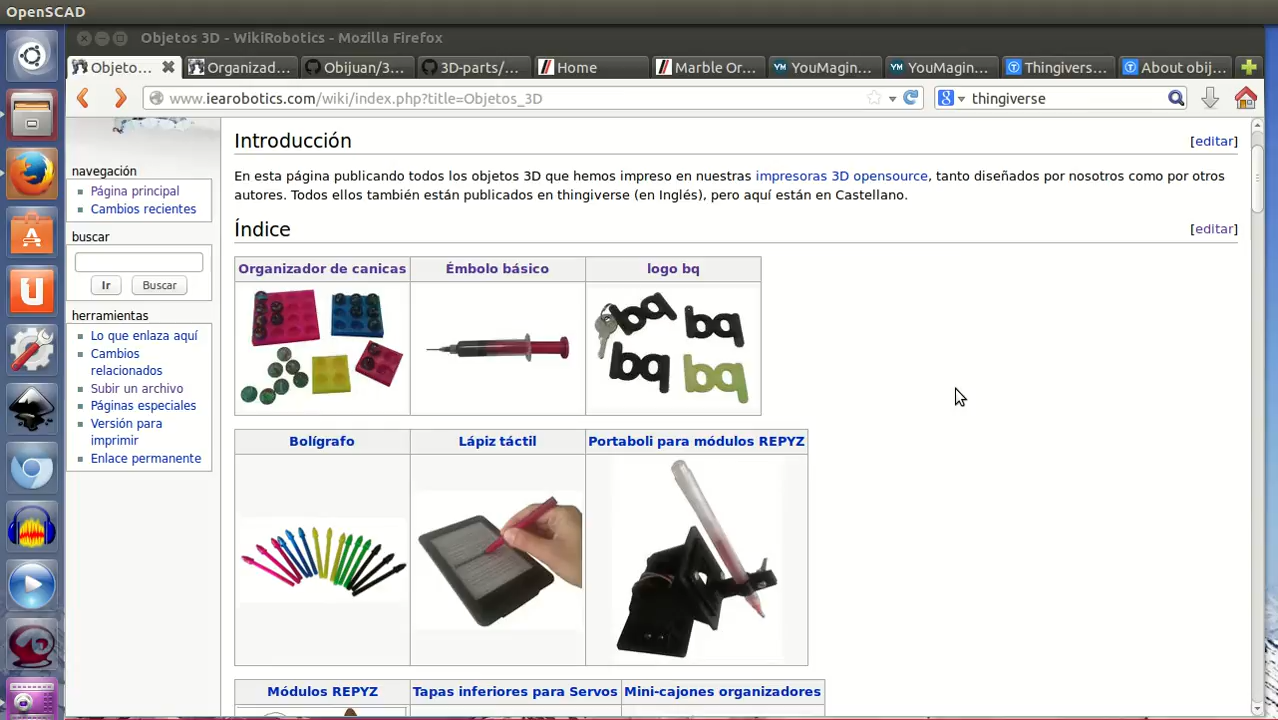 OpenSCAD
Objetos 3D - WikiRobotics - Mozilla Firefox
Objeto... Organizad... Obijuan/3... 3D-parts/... Home Marble Or... YouMagin... YouMagin... Thingivers... About obij...
www.iearobotics.com/wiki/index.php?title=Objetos_3D
thingiverse
navegación
Página principal
Cambios recientes
buscar
Ir Buscar
herramientas
Lo que enlaza aquí
Cambios
relacionados
Subir un archivo
Páginas especiales
Versión para
imprimir
Enlace permanente
Introducción [editar]
En esta página publicando todos los objetos 3D que hemos impreso en nuestras impresoras 3D opensource, tanto diseñados por nosotros como por otros
autores. Todos ellos también están publicados en thingiverse (en Inglés), pero aquí están en Castellano.
Índice [editar]
Organizador de canicas Émbolo básico logo bq
bq bq
bq bq
Bolígrafo Lápiz táctil Portaboli para módulos REPYZ
Módulos REPYZ Tapas inferiores para Servos Mini-cajones organizadores